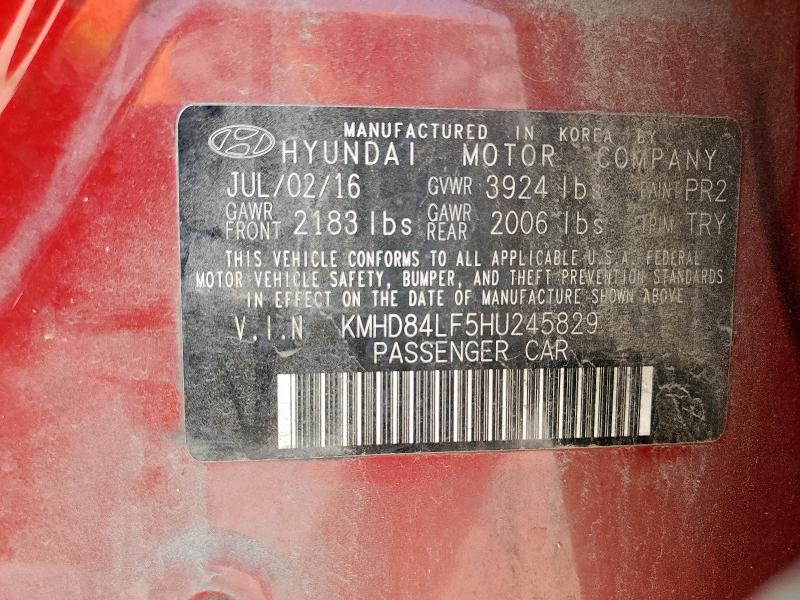 MANUFACTURED IN KOREA BY
HYUNDAI MOTOR COMPANY
JUL/02/16 GVWR 3924 lbs PAINT PR2
GAWR FRONT 2183 lbs GAWR REAR 2006 lbs TRIM TRY
THIS VEHICLE CONFORMS TO ALL APPLICABLE U.S.A. FEDERAL
MOTOR VEHICLE SAFETY, BUMPER, AND THEFT PREVENTION STANDARDS
IN EFFECT ON THE DATE OF MANUFACTURE SHOWN ABOVE.
V.I.N KMHD84LF5HU245829
PASSENGER CAR